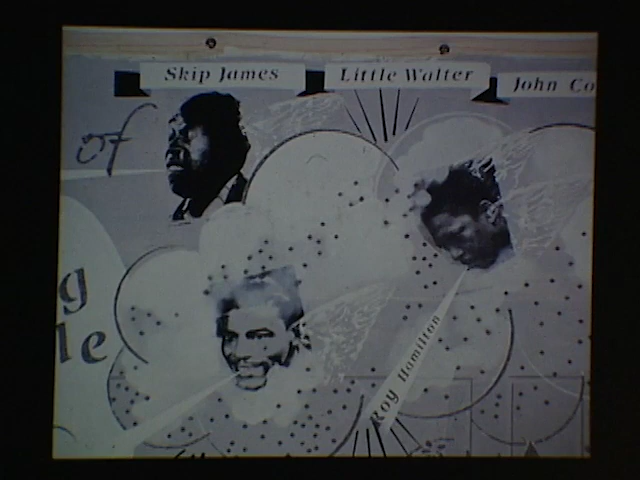 Skip James
Little Walter
John Co
of
g
le
Roy Hamilton